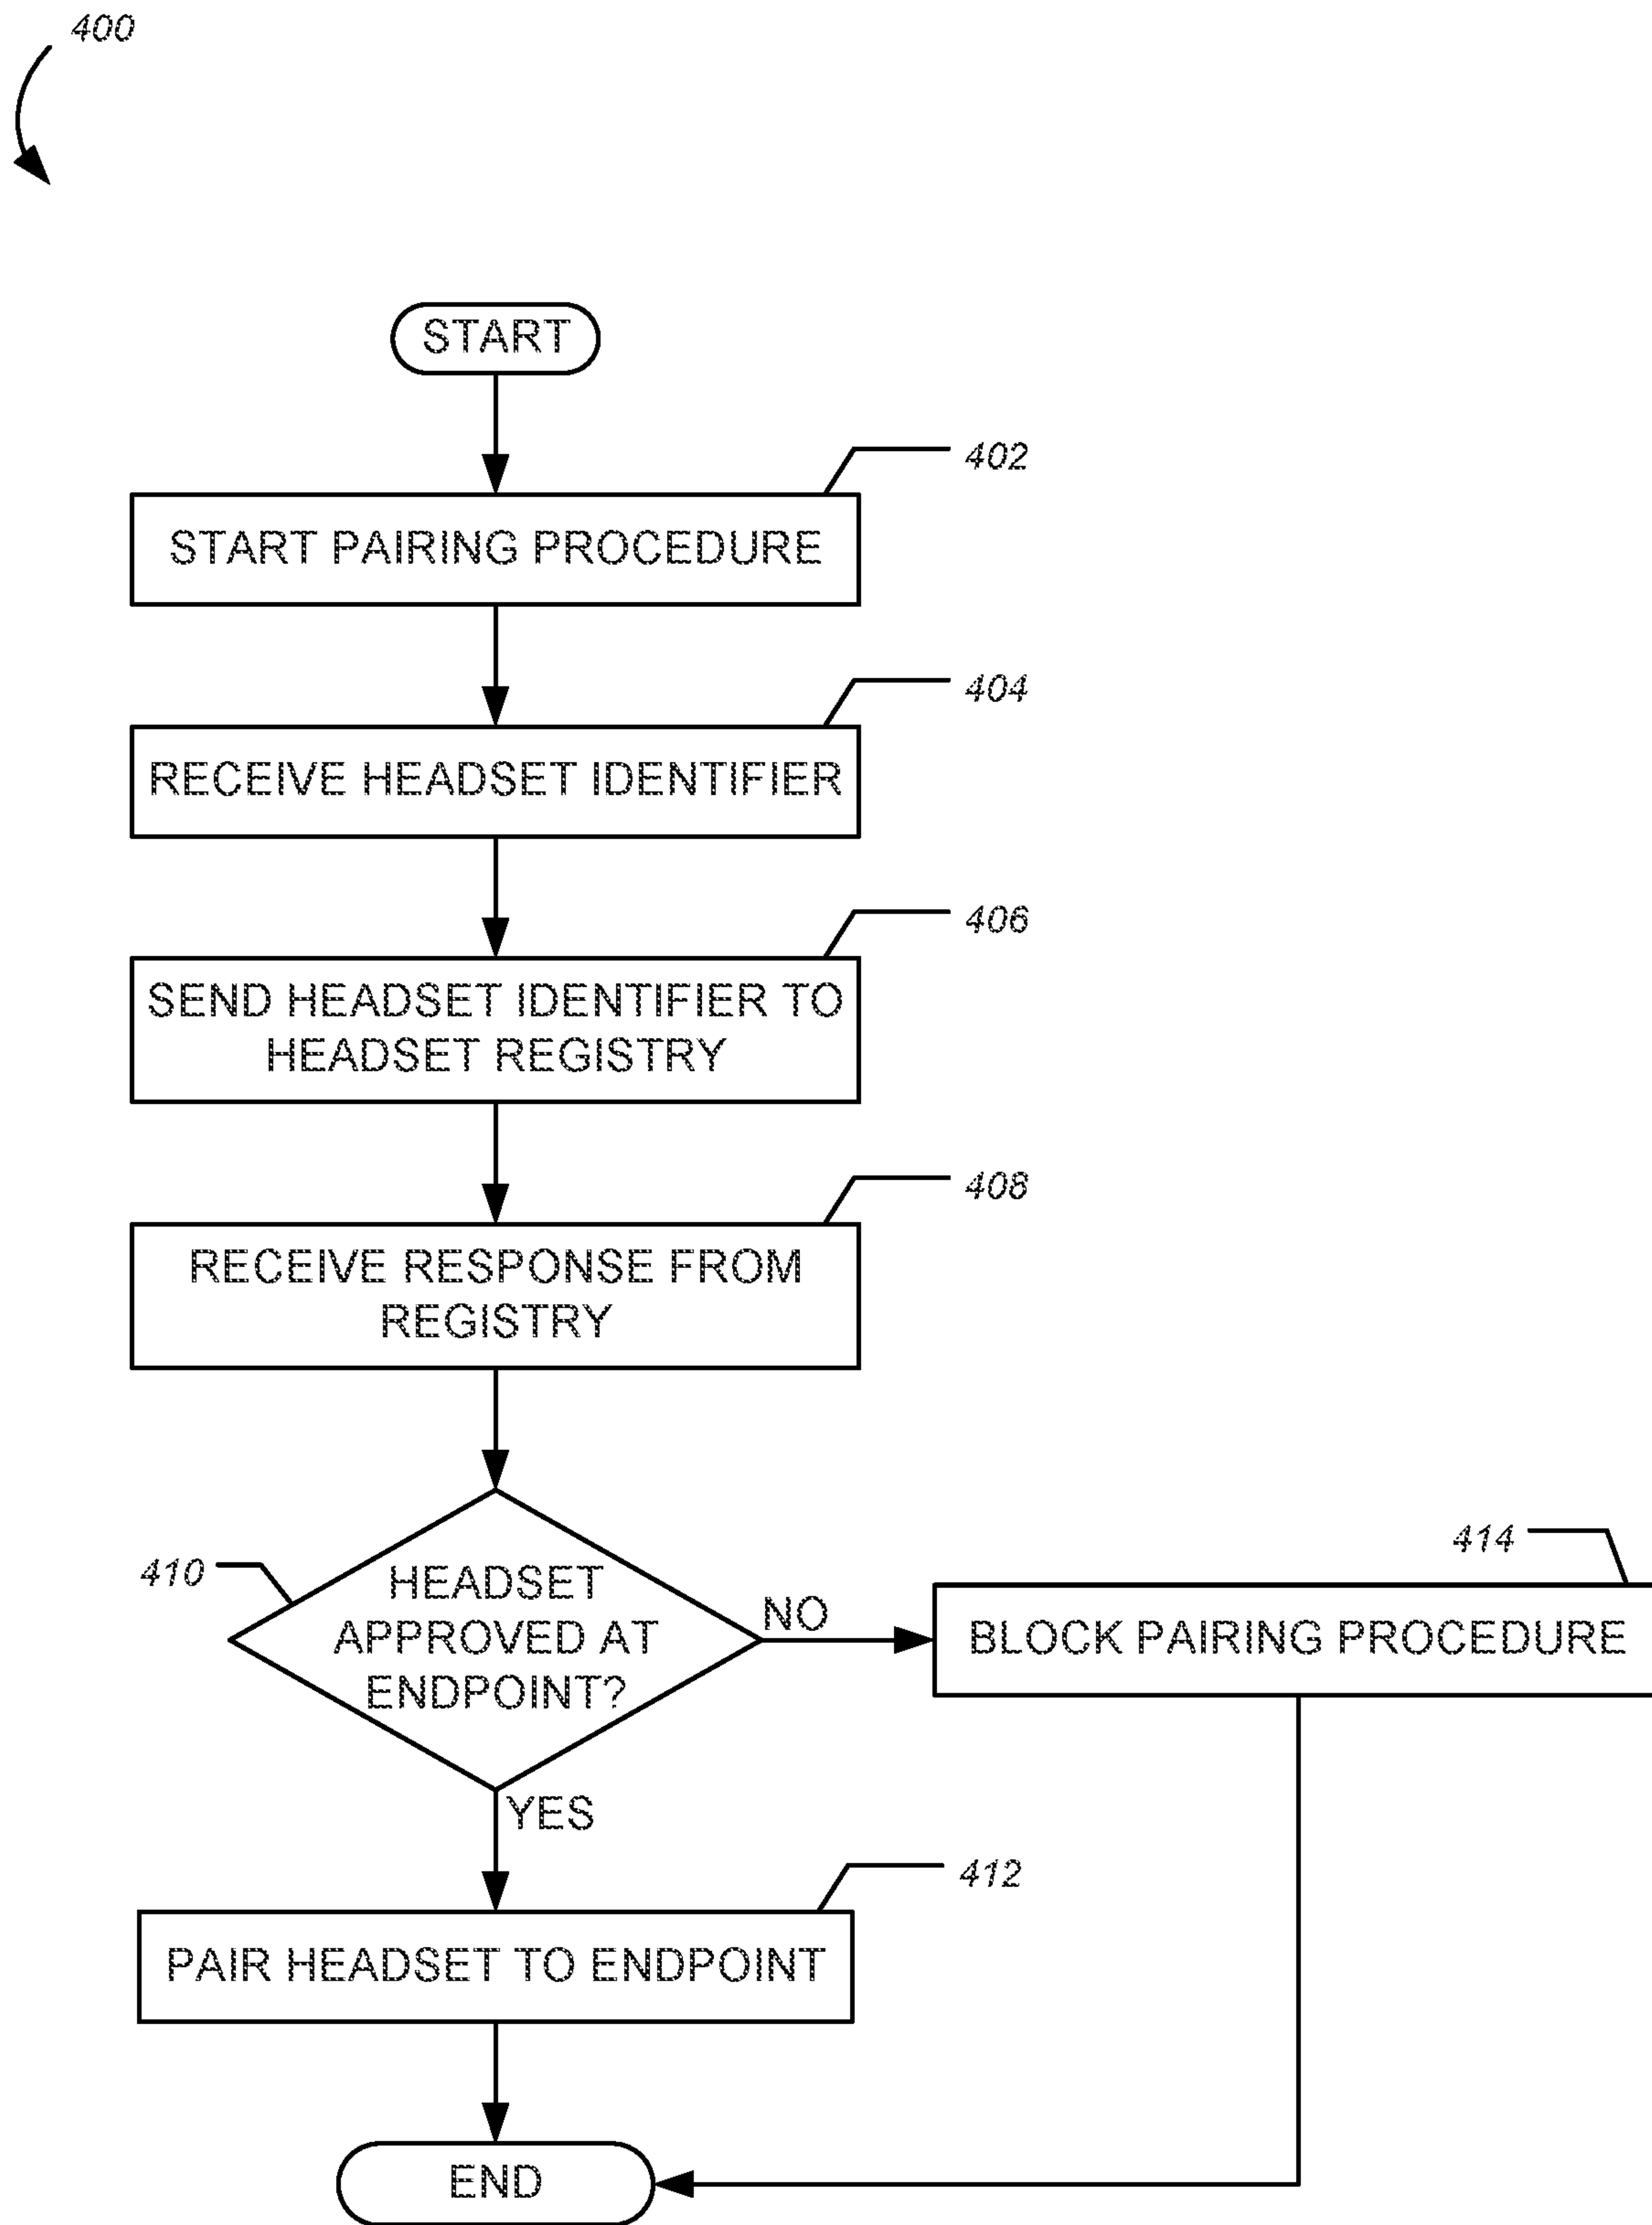 400
START
402
START PAIRING PROCEDURE
404
RECEIVE HEADSET IDENTIFIER
406
SEND HEADSET IDENTIFIER TO
HEADSET REGISTRY
408
RECEIVE RESPONSE FROM
REGISTRY
410
HEADSET
APPROVED AT
ENDPOINT?
NO
414
BLOCK PAIRING PROCEDURE
YES
412
PAIR HEADSET TO ENDPOINT
END